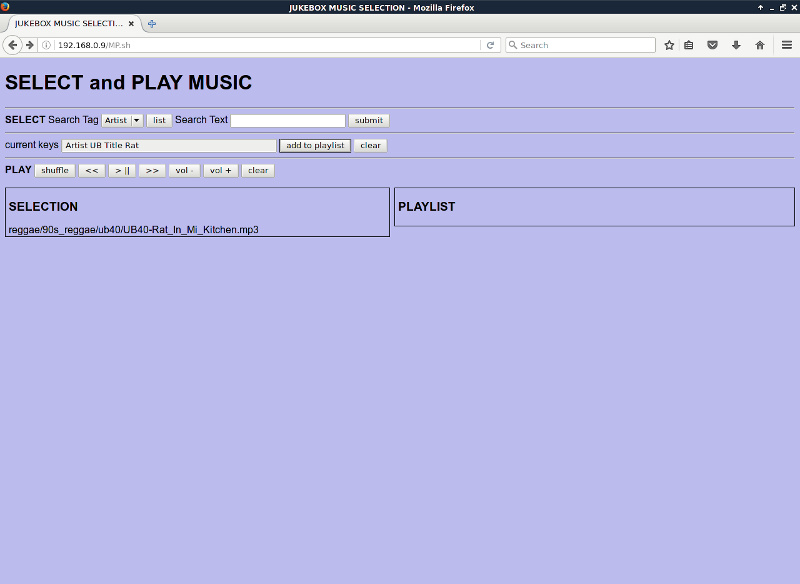 JUKEBOX MUSIC SELECTION - Mozilla Firefox
JUKEBOX MUSIC SELECTI...
192.168.0.9/MP.sh
Search
SELECT and PLAY MUSIC
SELECT Search Tag Artist list Search Text submit
current keys Artist UB Title Rat add to playlist clear
PLAY shuffle << > || >> vol - vol + clear
SELECTION
reggae/90s_reggae/ub40/UB40-Rat_In_Mi_Kitchen.mp3
PLAYLIST